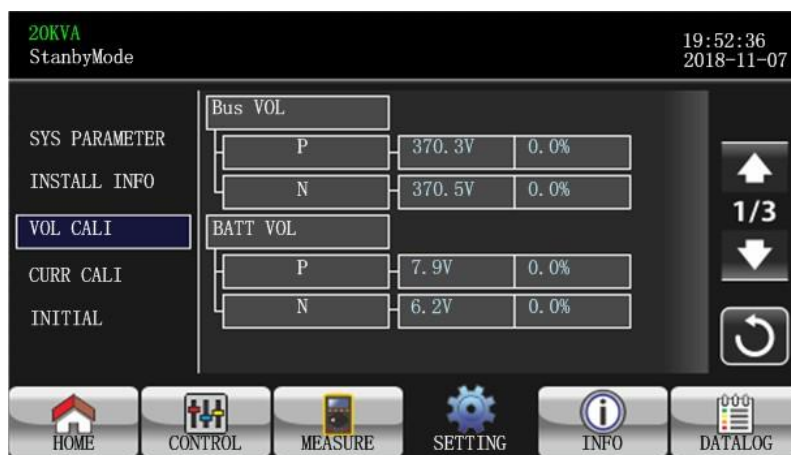 20KVA
StanbyMode
19:52:36
2018-11-07
SYS PARAMETER
INSTALL INFO
VOL CALI
CURR CALI
INITIAL
Bus VOL
P 370.3V 0.0%
N 370.5V 0.0%
BATT VOL
P 7.9V 0.0%
N 6.2V 0.0%
1/3
HOME CONTROL MEASURE SETTING INFO DATALOG